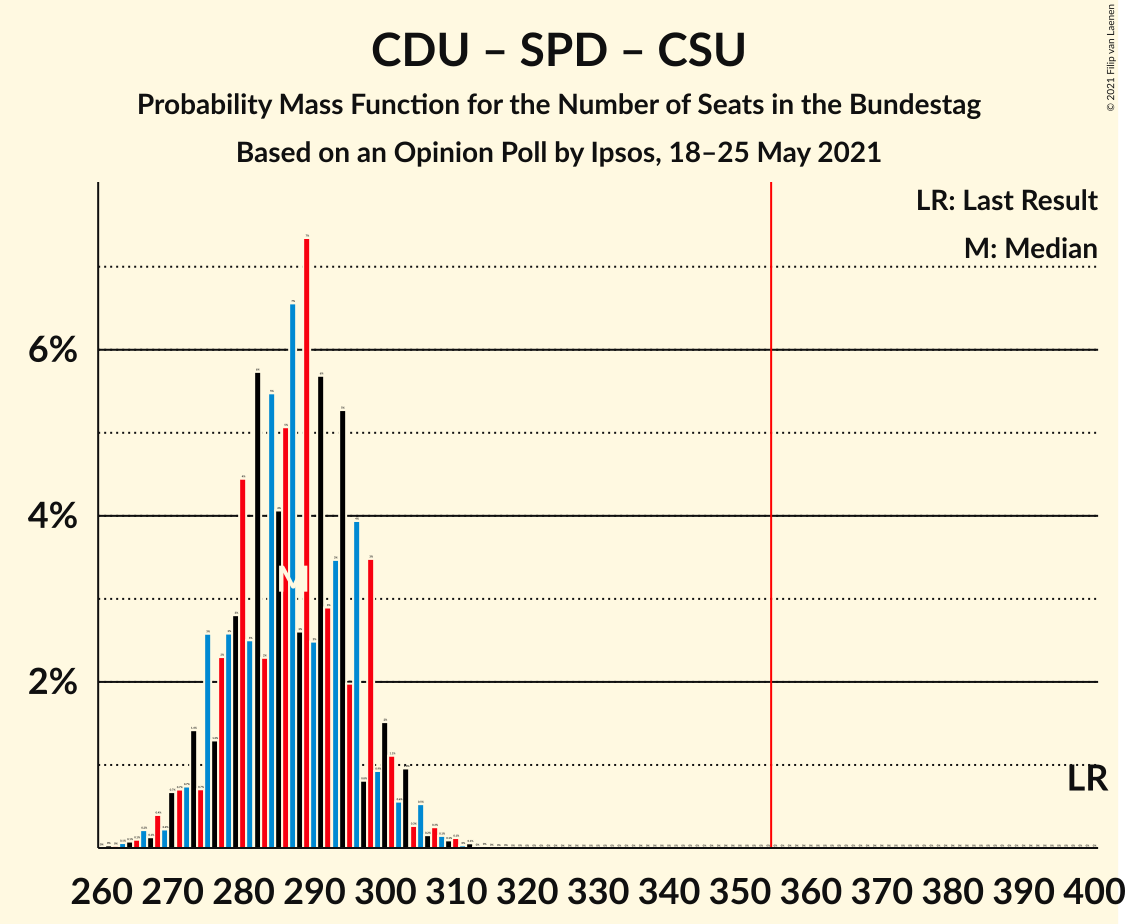 CDU – SPD – CSU
Probability Mass Function for the Number of Seats in the Bundestag
Based on an Opinion Poll by Ipsos, 18–25 May 2021
© 2021 Filip van Laenen
LR: Last Result
M: Median
6%
4%
2%
M
LR
260 270 280 290 300 310 320 330 340 350 360 370 380 390 400